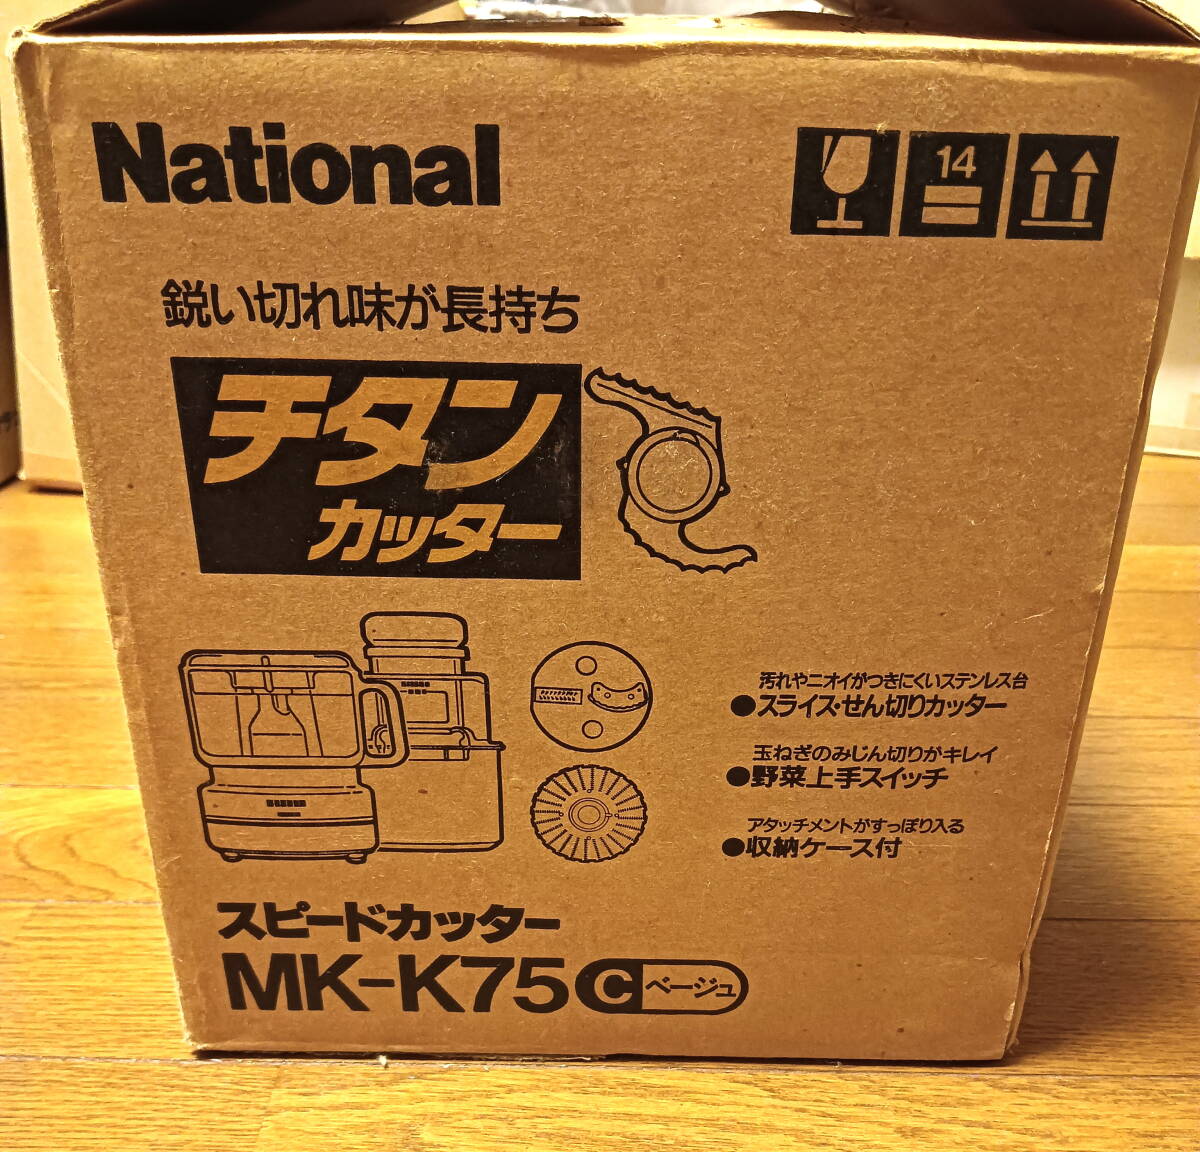 National
14
鋭い切れ味が長持ち
チタン
カッター
汚れやニオイがつきにくいステンレス台
●スライス・せん切りカッター
玉ねぎのみじん切りがキレイ
●野菜上手スイッチ
アタッチメントがすっぽり入る
●収納ケース付
スピードカッター
MK-K75 C ベージュ